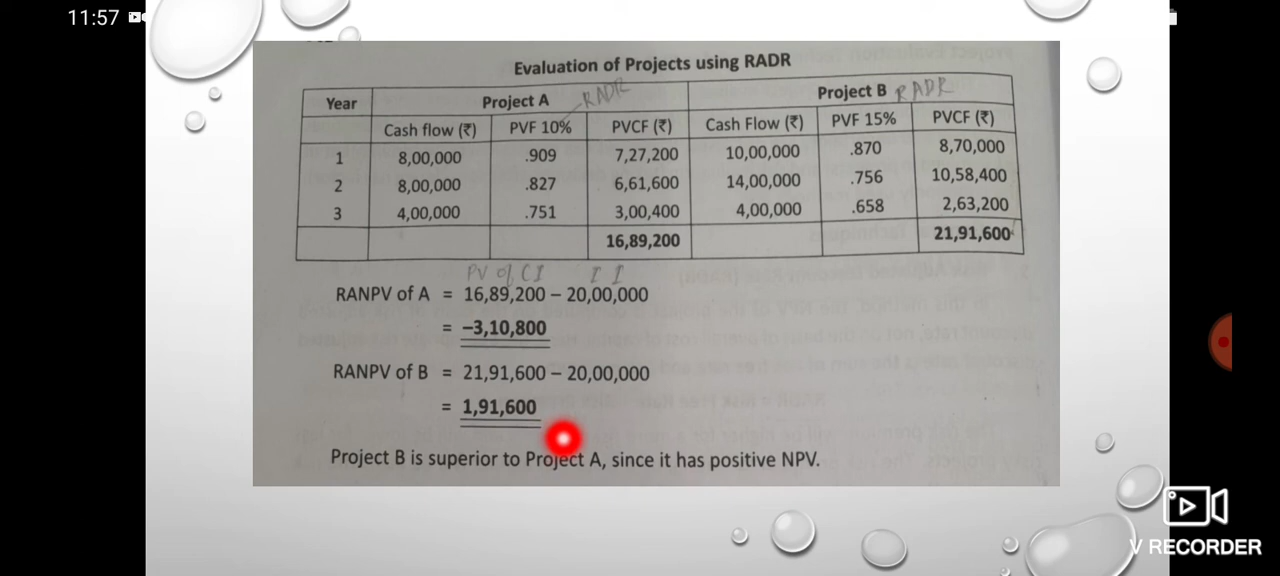 11:57
Evaluation of Projects using RADR
Year Project A RADR Project B RADR
Cash flow (₹) PVF 10% PVCF (₹) Cash Flow (₹) PVF 15% PVCF (₹)
1 8,00,000 .909 7,27,200 10,00,000 .870 8,70,000
2 8,00,000 .827 6,61,600 14,00,000 .756 10,58,400
3 4,00,000 .751 3,00,400 4,00,000 .658 2,63,200
16,89,200 21,91,600
PV of CI I I
RANPV of A = 16,89,200 – 20,00,000
= –3,10,800
RANPV of B = 21,91,600 – 20,00,000
= 1,91,600
Project B is superior to Project A, since it has positive NPV.
V RECORDER